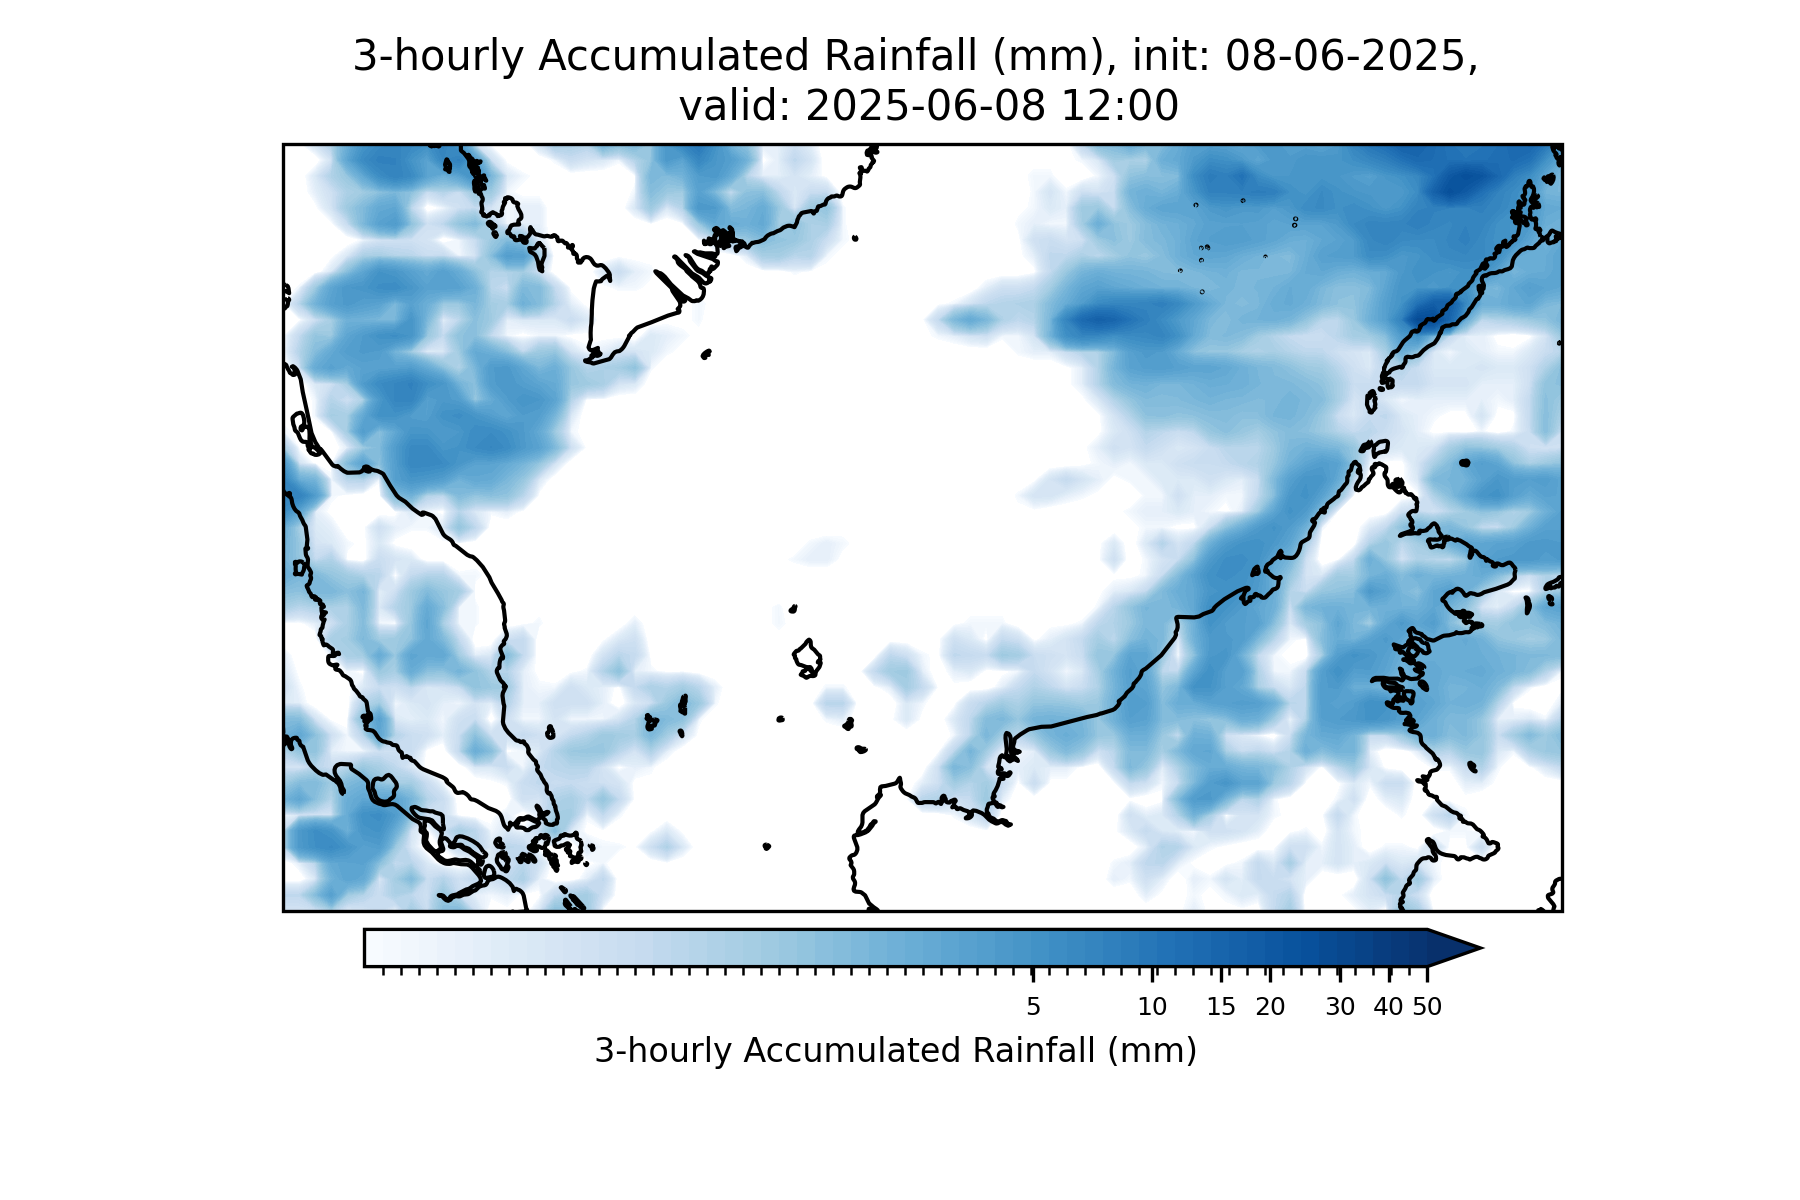 3-hourly Accumulated Rainfall (mm), init: 08-06-2025,
valid: 2025-06-08 12:00
5 10 15 20 30 40 50
3-hourly Accumulated Rainfall (mm)